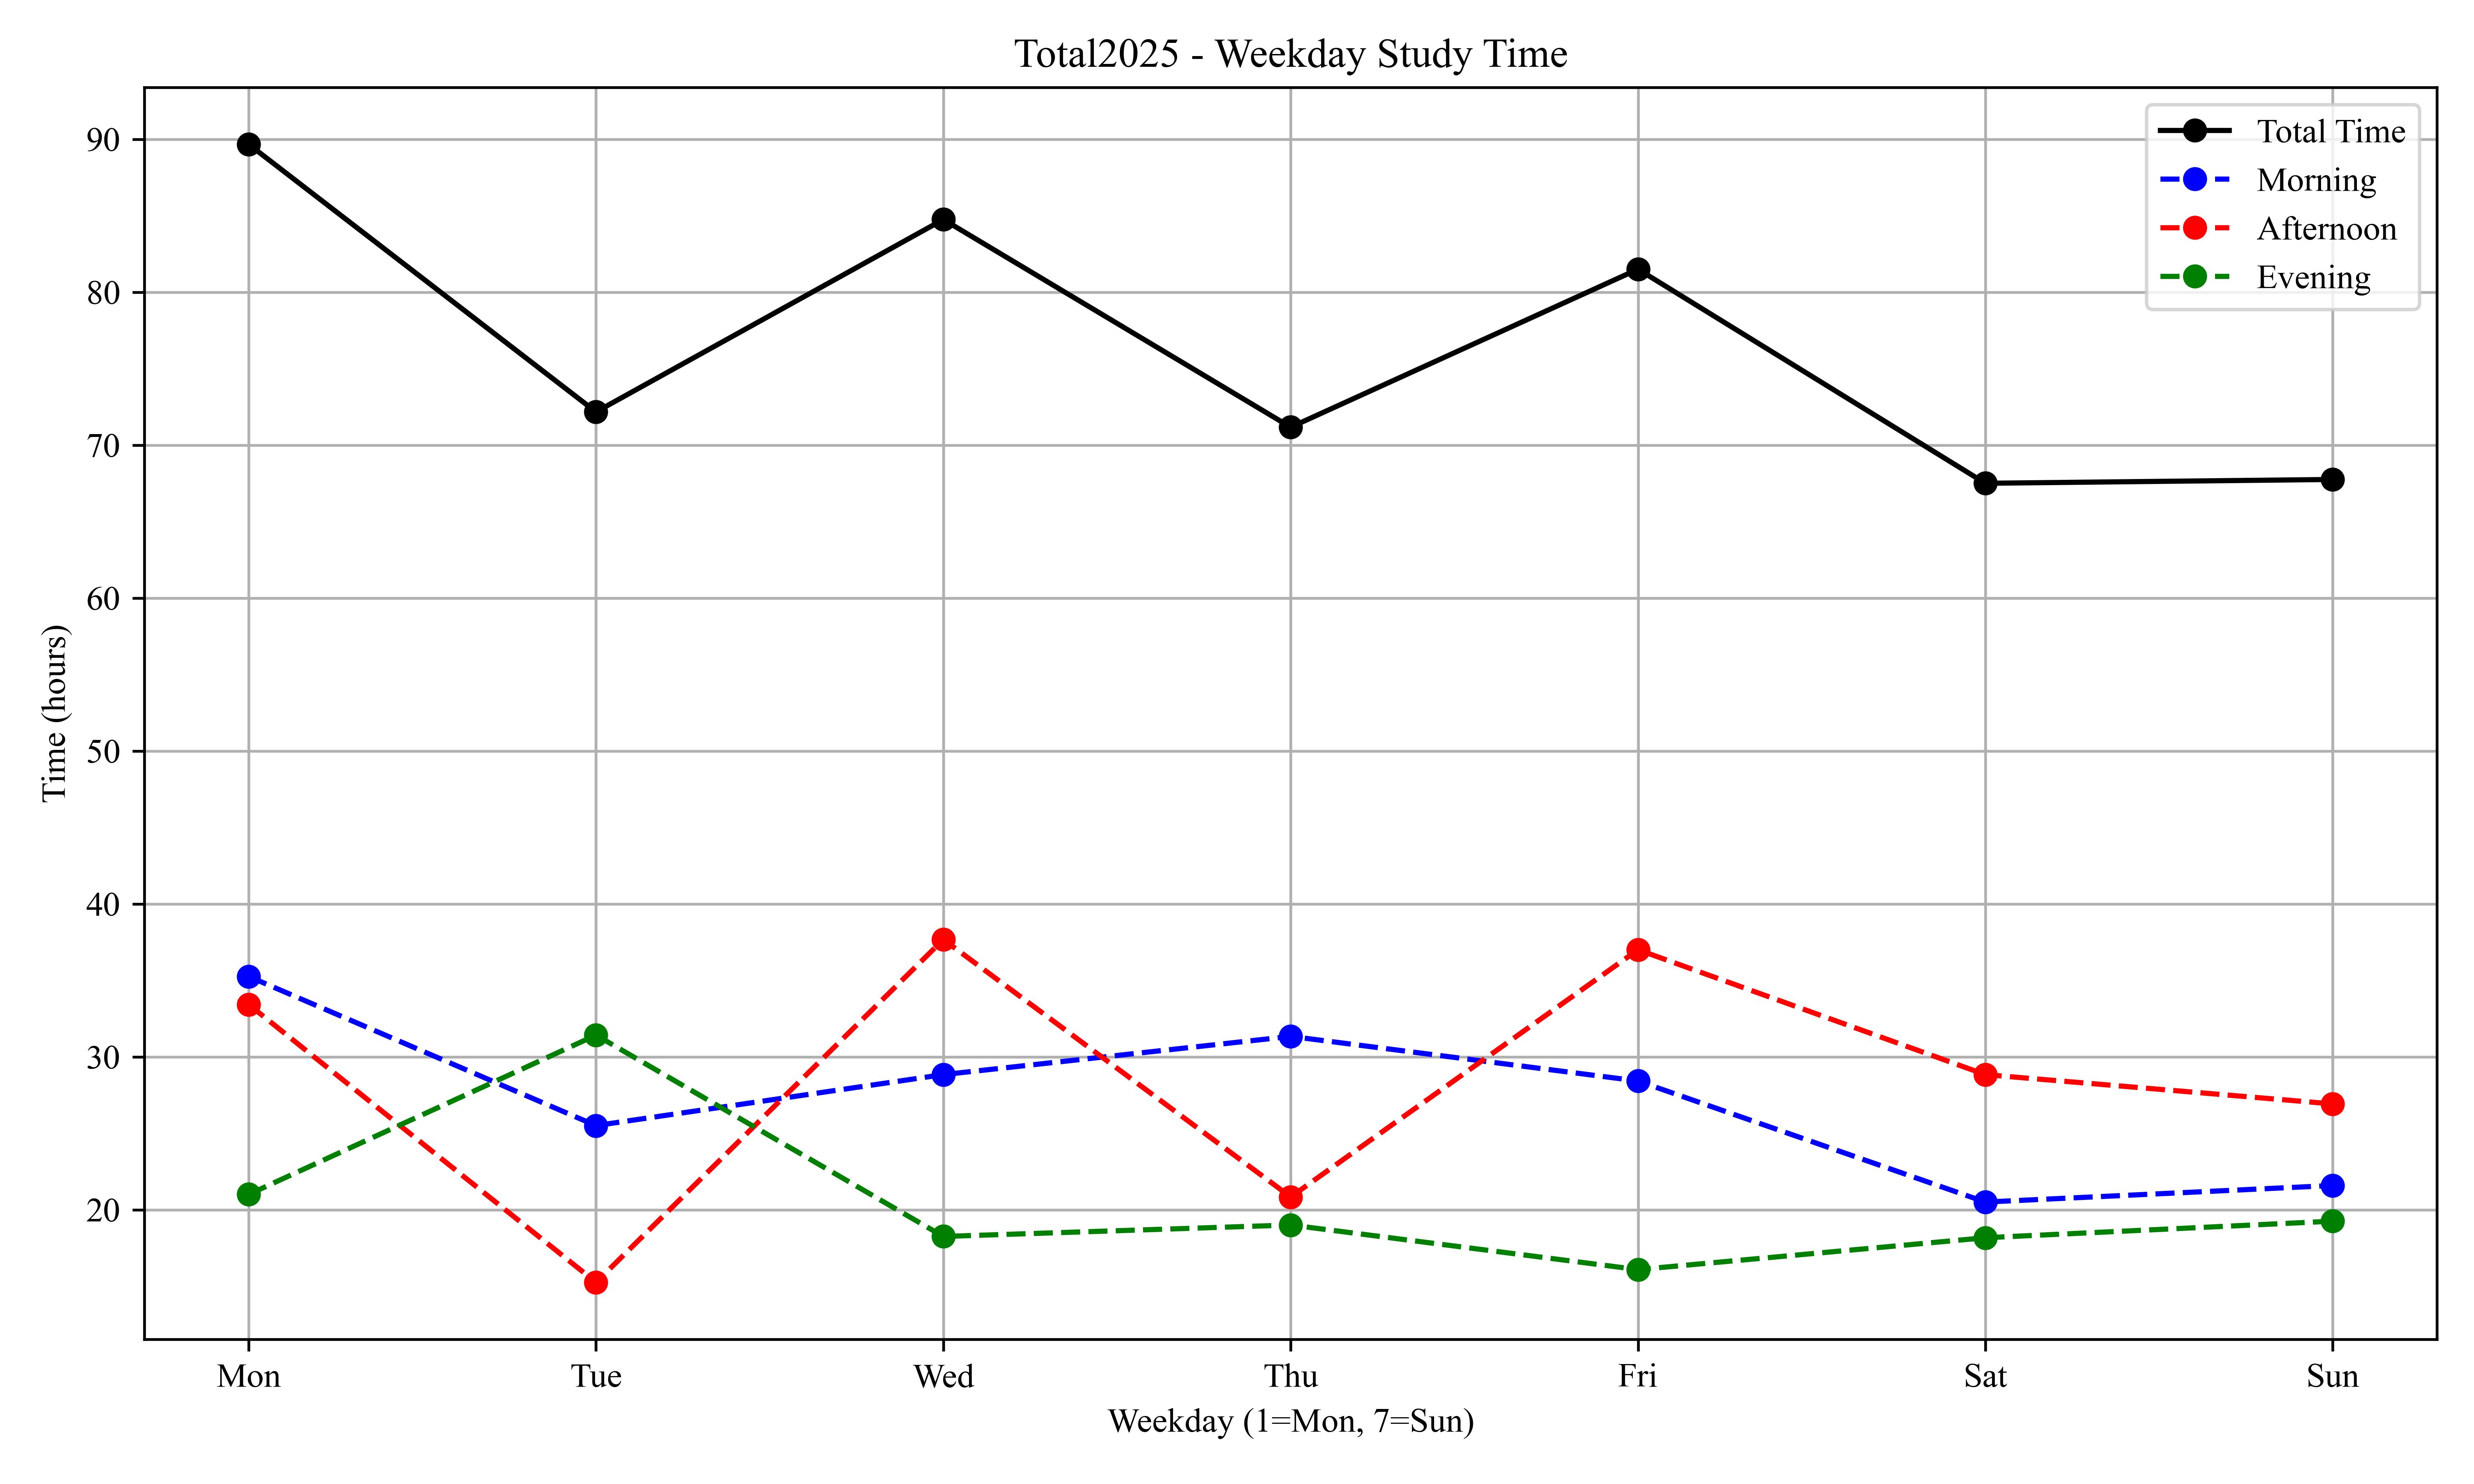 Total2025 - Weekday Study Time
Total Time
Morning
Afternoon
Evening
90
80
70
60
50
40
30
20
Time (hours)
Mon Tue Wed Thu Fri Sat Sun
Weekday (1=Mon, 7=Sun)